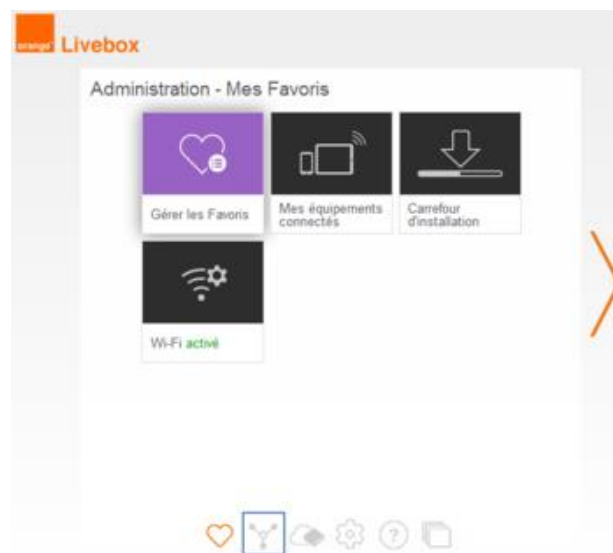 orange
Livebox
Administration - Mes Favoris
Gérer les Favoris
Mes équipements
connectés
Carrefour
d'installation
Wi-Fi activé
?